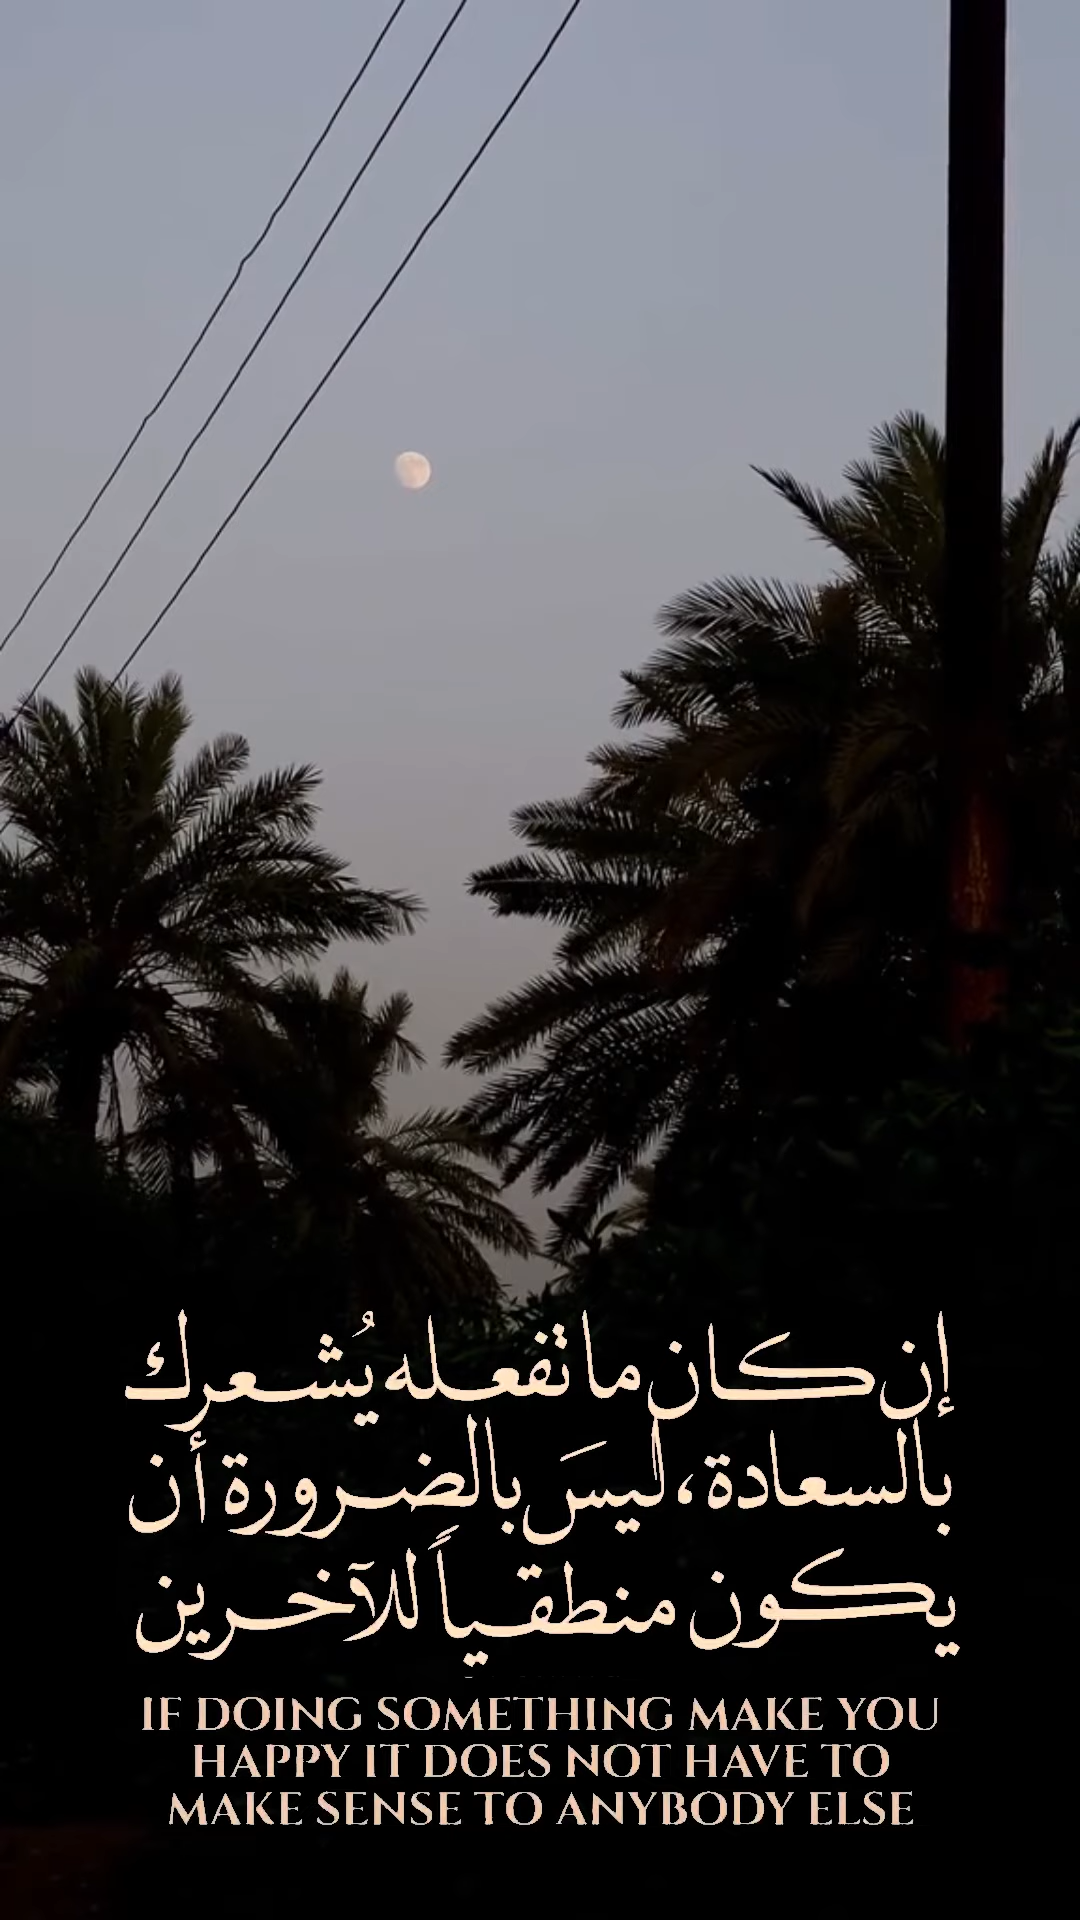 إن كان ما تفعله يُشعرك
بالسعادة، ليسَ بالضرورة أن
يكون منطقياً للآخرين
IF DOING SOMETHING MAKE YOU
HAPPY IT DOES NOT HAVE TO
MAKE SENSE TO ANYBODY ELSE